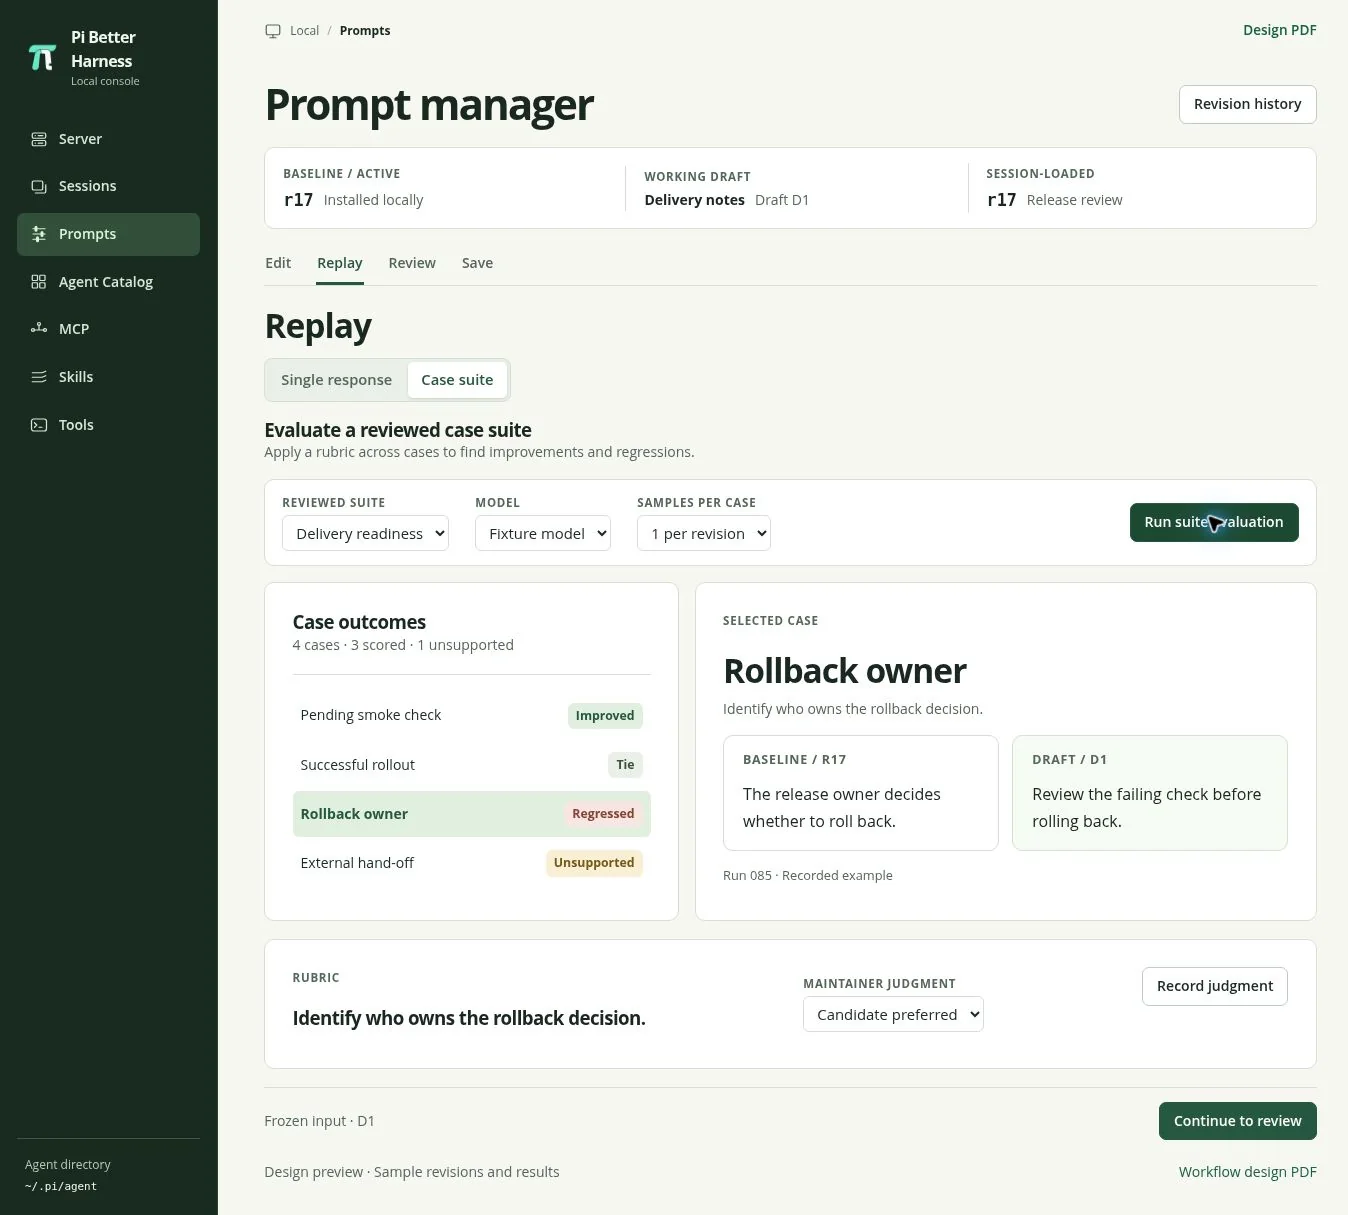 Pi Better
Harness
Local console
Server
Sessions
Prompts
Agent Catalog
MCP
Skills
Tools
Agent directory
~/.pi/agent
Local / Prompts
Design PDF
Prompt manager
Revision history
BASELINE / ACTIVE
r17 Installed locally
WORKING DRAFT
Delivery notes Draft D1
SESSION-LOADED
r17 Release review
Edit Replay Review Save
Replay
Single response Case suite
Evaluate a reviewed case suite
Apply a rubric across cases to find improvements and regressions.
REVIEWED SUITE
Delivery readiness
MODEL
Fixture model
SAMPLES PER CASE
1 per revision
Run suite evaluation
Case outcomes
4 cases · 3 scored · 1 unsupported
Pending smoke check Improved
Successful rollout Tie
Rollback owner Regressed
External hand-off Unsupported
SELECTED CASE
Rollback owner
Identify who owns the rollback decision.
BASELINE / R17
The release owner decides
whether to roll back.
DRAFT / D1
Review the failing check before
rolling back.
Run 085 · Recorded example
RUBRIC
Identify who owns the rollback decision.
MAINTAINER JUDGMENT
Candidate preferred
Record judgment
Frozen input · D1
Continue to review
Design preview · Sample revisions and results
Workflow design PDF